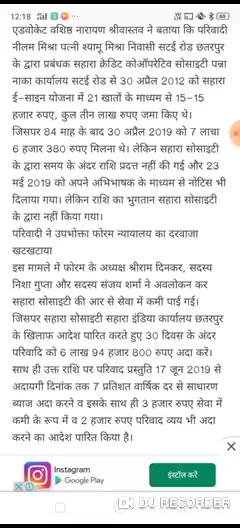 12:18
एडवोकेट वशिष्ठ नारायण श्रीवास्तव ने बताया कि परिवादी
नीलम मिश्रा पत्नी श्यामू मिश्रा निवासी सटई रोड छतरपुर
के द्वारा प्रबंधक सहारा क्रेडिट कोऑपरेटिव सोसाइटी पन्ना
नाका कार्यालय सटई रोड से 30 अप्रैल 2012 को सहारा
ई-साइन योजना में 21 खातों के माध्यम से 15-15
हजार रुपए, कुल तीन लाख रुपए जमा किए थे।
जिसपर 84 माह के बाद 30 अप्रैल 2019 को 7 लाचा
6 हजार 380 रुपए मिलना थे। लेकिन सहारा सोसाइटी
के द्वारा समय के अंदर राशि प्रदत्त नहीं की गई और 23
मई 2019 को अपने अभिभाषक के माध्यम से नोटिस भी
दिलाया गया। लेकिन राशि का भुगतान सहारा सोसाइटी
के द्वारा नहीं किया गया।
परिवादी ने उपभोक्ता फोरम न्यायालय का दरवाजा
खटखटाया
इस मामले में फोरम के अध्यक्ष श्रीराम दिनकर, सदस्य
निशा गुप्ता और सदस्य संजय शर्मा ने अवलोकन कर
सहारा सोसाइटी की आर से सेवा में कमी पाई गई।
जिसपर सहारा सोसाइटी सहारा इंडिया कार्यालय छतरपुर
के खिलाफ आदेश पारित करते हुए 30 दिवस के अंदर
परिवादि को 6 लाख 94 हजार 800 रुपए अदा करें।
साथ ही उक्त राशि पर परिवाद प्रस्तुति 17 जून 2019 से
अदायगी दिनांक तक 7 प्रतिशत वार्षिक दर से साधारण
ब्याज अदा करने व इसके साथ ही 3 हजार रुपए सेवा में
कमी के रूप में व 2 हजार रुपए परिवाद व्यय भी अदा
करने का आदेश पारित किया है।
Instagram
Google Play
इंस्टॉल करें
DU RECORDER